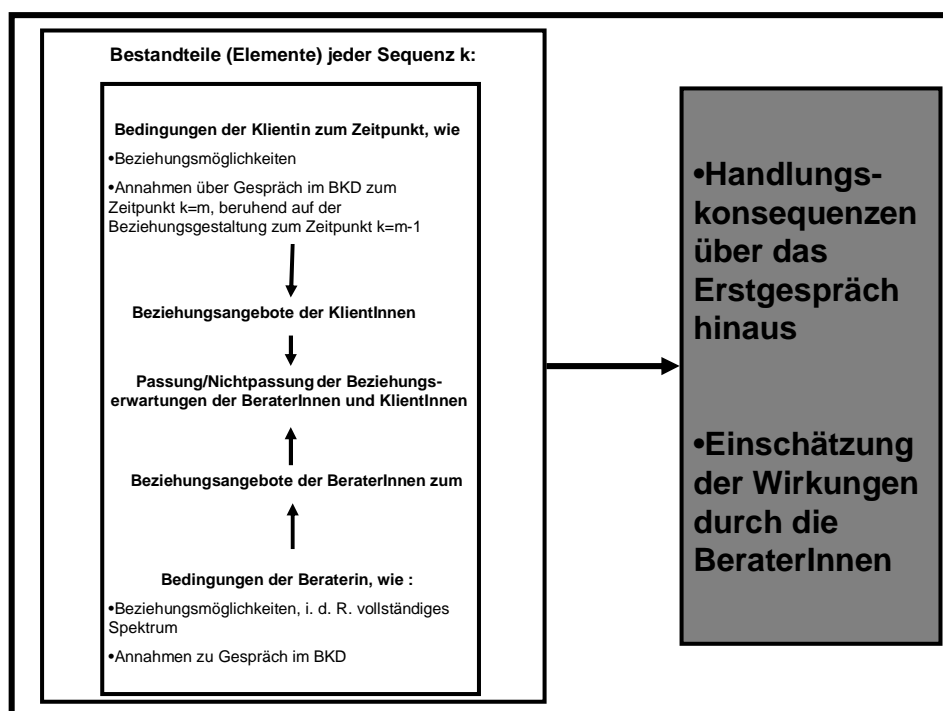 Bestandteile (Elemente) jeder Sequenz k:
Bedingungen der Klientin zum Zeitpunkt, wie
•Beziehungsmöglichkeiten
•Annahmen über Gespräch im BKD zum
Zeitpunkt k=m, beruhend auf der
Beziehungsgestaltung zum Zeitpunkt k=m-1
Beziehungsangebote der KlientInnen
Passung/Nichtpassung der Beziehungs-
erwartungen der BeraterInnen und KlientInnen
Beziehungsangebote der BeraterInnen zum
Bedingungen der Beraterin, wie :
•Beziehungsmöglichkeiten, i. d. R. vollständiges
Spektrum
•Annahmen zu Gespräch im BKD
•Handlungs-
konsequenzen
über das
Erstgespräch
hinaus
•Einschätzung
der Wirkungen
durch die
BeraterInnen